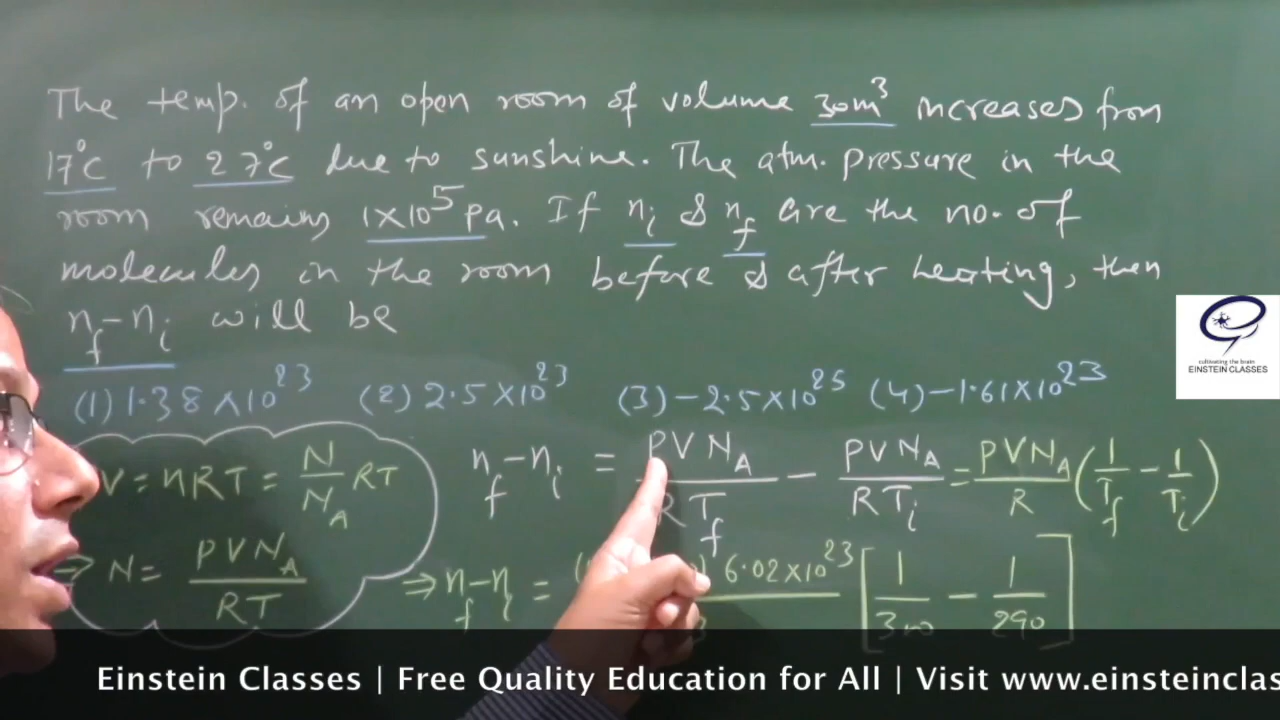 The temp. of an open room of volume 30m³ increases from
17°C to 27°C due to sunshine. The atm. pressure in the
room remains 1×10⁵ pa. If nᵢ & n_f are the no. of
molecules in the room before & after heating, then
n_f - nᵢ will be
(1) 1.38×10²³ (2) 2.5×10²³ (3) -2.5×10²⁵ (4) -1.61×10²³
V = nRT = N/N_A RT
⇒ N = PVN_A/RT
n_f - nᵢ = PVN_A/RT_f - PVN_A/RTᵢ = PVN_A/R (1/T_f - 1/Tᵢ)
⇒ n_f - nᵢ = ( 6.02×10²³ [1/300 - 1/290]
cultivating the brain
EINSTEIN CLASSES
Einstein Classes | Free Quality Education for All | Visit www.einsteinclas